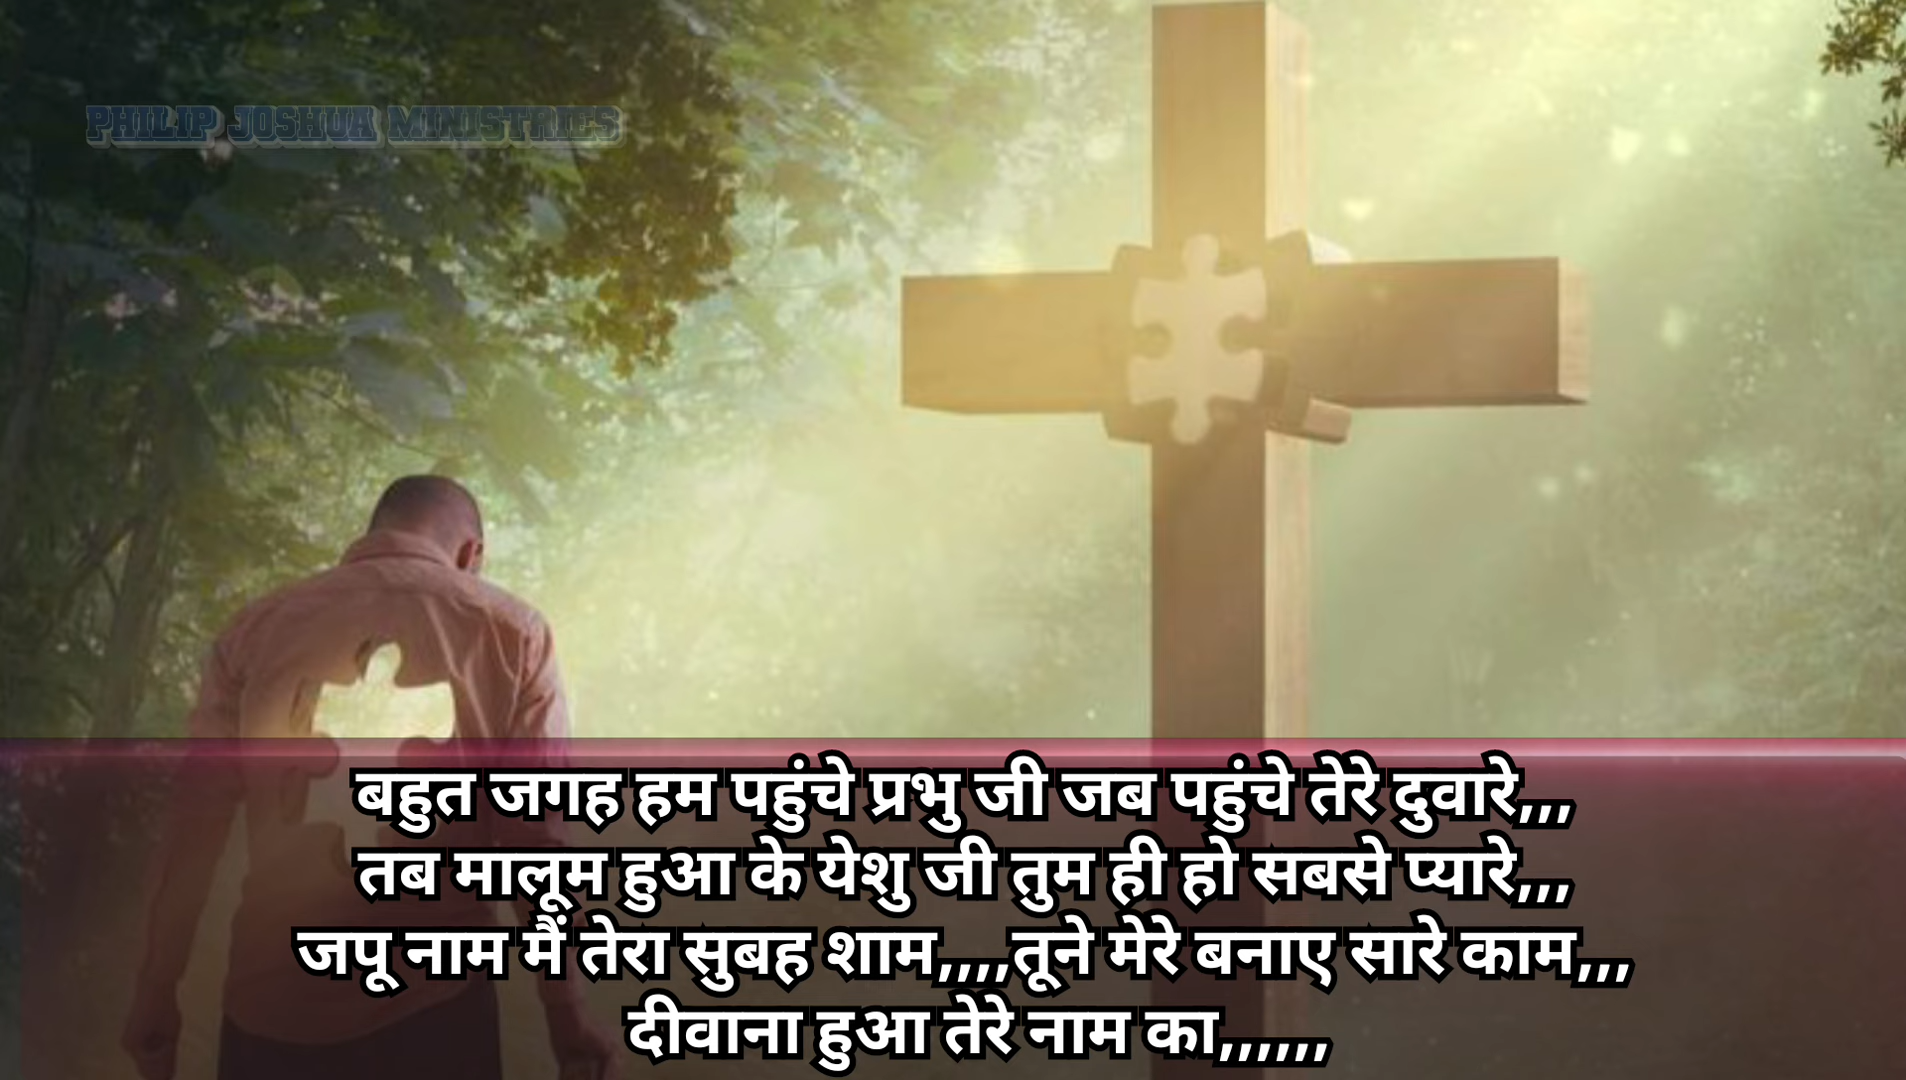 PHILIP JOSHUA MINISTRIES
बहुत जगह हम पहुंचे प्रभु जी जब पहुंचे तेरे दुवारे,,,
तब मालूम हुआ के येशु जी तुम ही हो सबसे प्यारे,,,
जपू नाम मैं तेरा सुबह शाम,,,,तूने मेरे बनाए सारे काम,,,
दीवाना हुआ तेरे नाम का,,,,,,